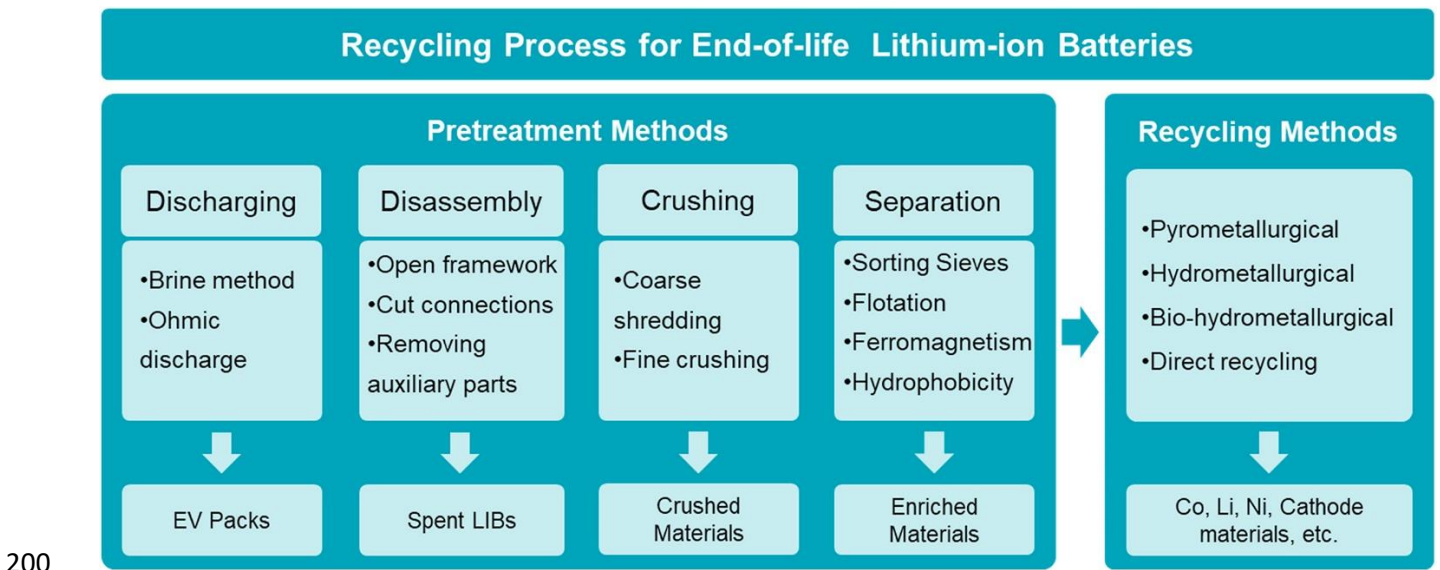 Recycling Process for End-of-life Lithium-ion Batteries
Pretreatment Methods
Discharging
•Brine method
•Ohmic
discharge
EV Packs
Disassembly
•Open framework
•Cut connections
•Removing
auxiliary parts
Spent LIBs
Crushing
•Coarse
shredding
•Fine crushing
Crushed
Materials
Separation
•Sorting Sieves
•Flotation
•Ferromagnetism
•Hydrophobicity
Enriched
Materials
Recycling Methods
•Pyrometallurgical
•Hydrometallurgical
•Bio-hydrometallurgical
•Direct recycling
Co, Li, Ni, Cathode
materials, etc.
200